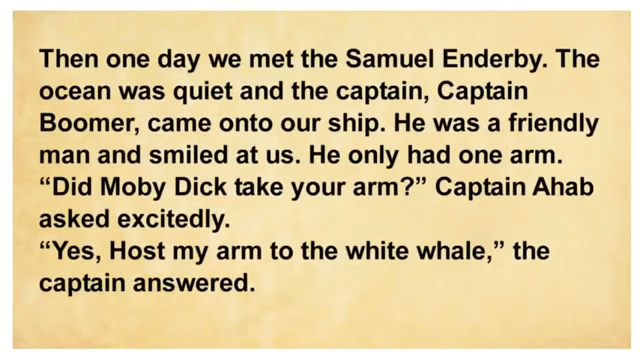 Then one day we met the Samuel Enderby. The
ocean was quiet and the captain, Captain
Boomer, came onto our ship. He was a friendly
man and smiled at us. He only had one arm.
“Did Moby Dick take your arm?” Captain Ahab
asked excitedly.
“Yes, Host my arm to the white whale,” the
captain answered.